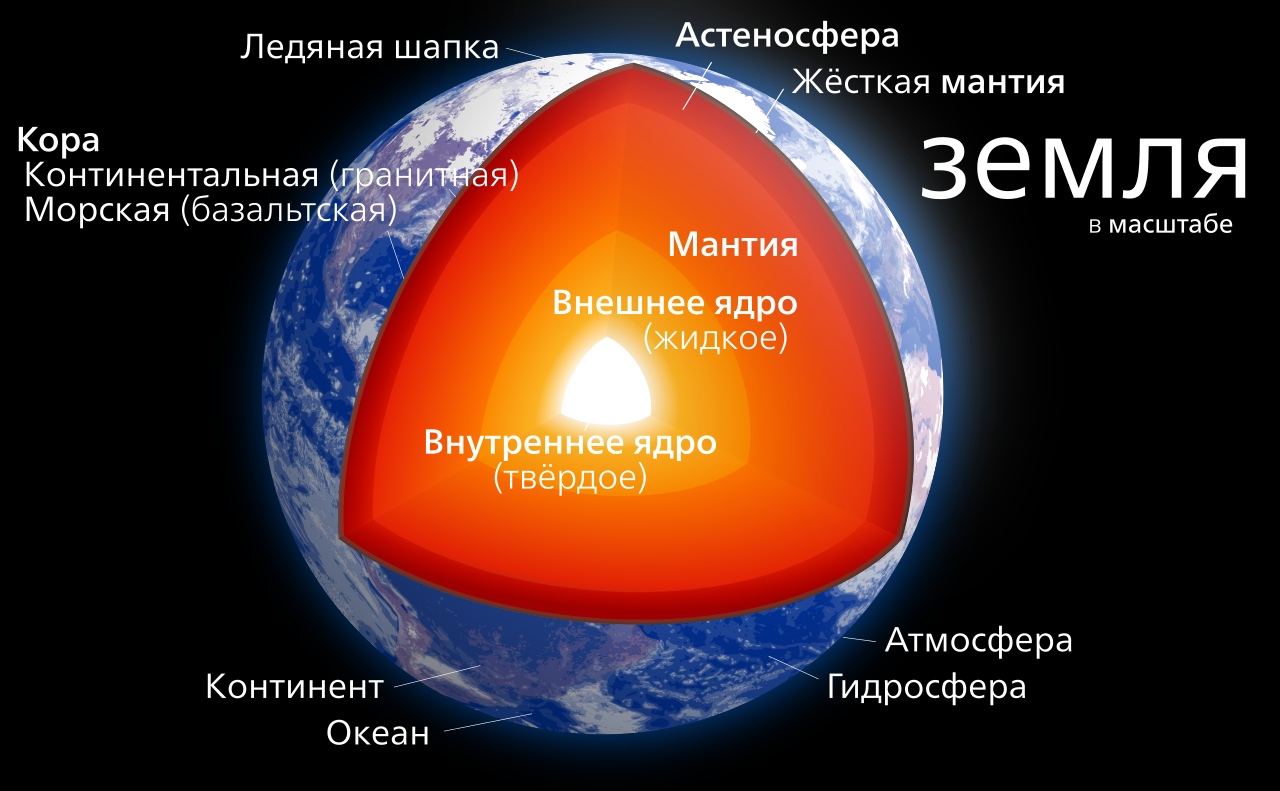 Ледяная шапка
Астеносфера
Жёсткая мантия
земля
в масштабе
Кора
Континентальная (гранитная)
Морская (базальтская)
Мантия
Внешнее ядро
(жидкое)
Внутреннее ядро
(твёрдое)
Атмосфера
Гидросфера
Континент
Океан